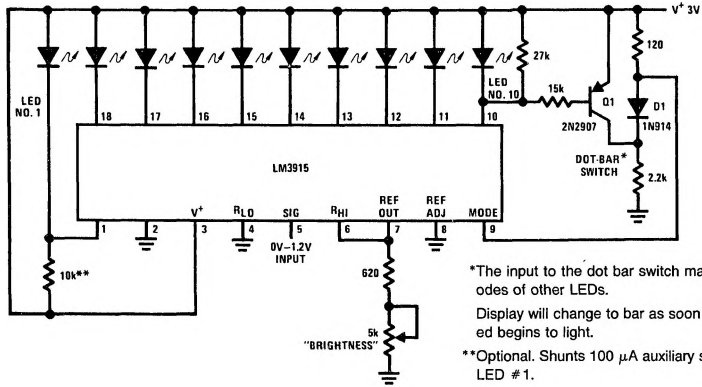 V+ 3V
120
27k
LED
NO. 1
LED
NO. 10
15k
Q1
2N2907
D1
1N914
18 17 16 15 14 13 12 11 10
LM3915
DOT-BAR*
SWITCH
2.2k
V+ RLO SIG RHI REF OUT REF ADJ MODE
1 2 3 4 5 6 7 8 9
0V–1.2V
INPUT
10k**
620
5k
"BRIGHTNESS"
*The input to the dot bar switch ma
odes of other LEDs.
Display will change to bar as soon
ed begins to light.
**Optional. Shunts 100 μA auxiliary s
LED #1.